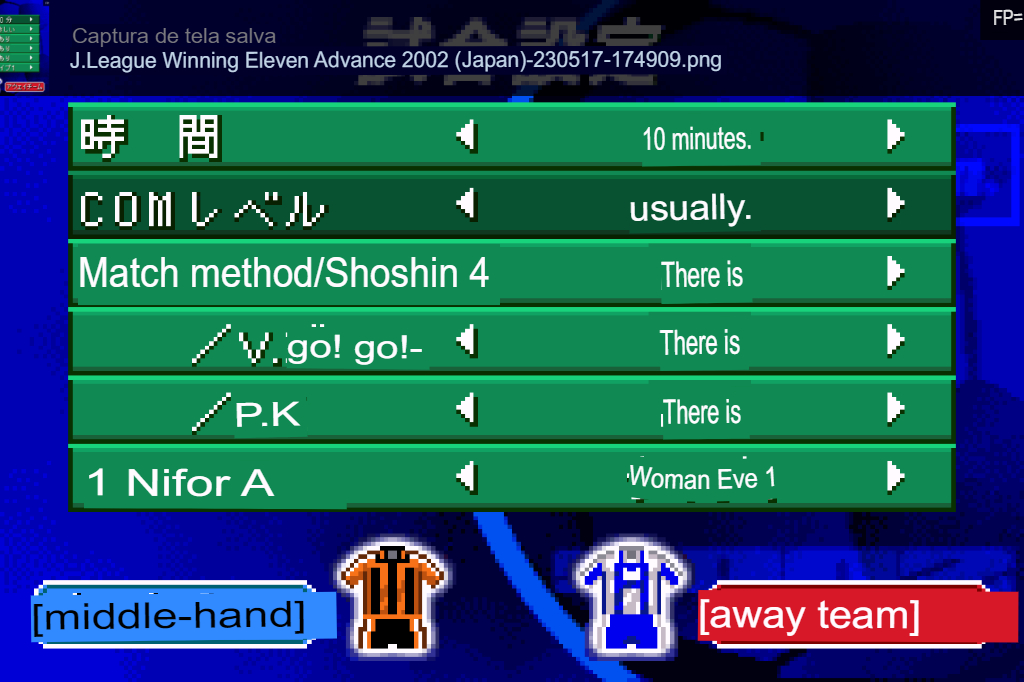 Captura de tela salva
FP=
J.League Winning Eleven Advance 2002 (Japan)-230517-174909.png
時 間 10 minutes.
COMレベル usually.
Match method/Shoshin 4 There is
／V.gö! go!- There is
／P.K There is
1 Nifor A Woman Eve 1
[middle-hand]
[away team]